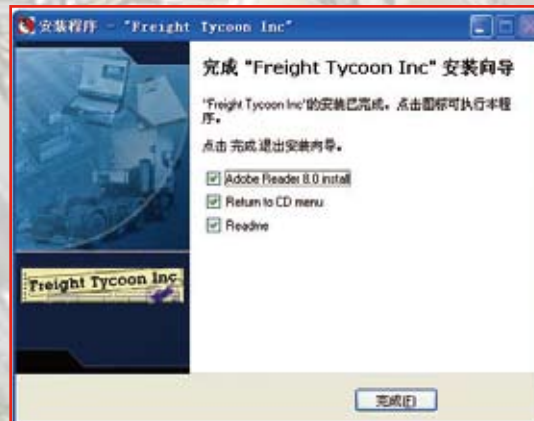 安装程序 - "Freight Tycoon Inc"
完成 "Freight Tycoon Inc" 安装向导
"Freight Tycoon Inc"的安装已完成。点击图标可执行本程
序。
点击 完成 退出安装向导。
Adobe Reader 8.0 install
Return to CD menu
Readme
Freight Tycoon Inc
完成(F)